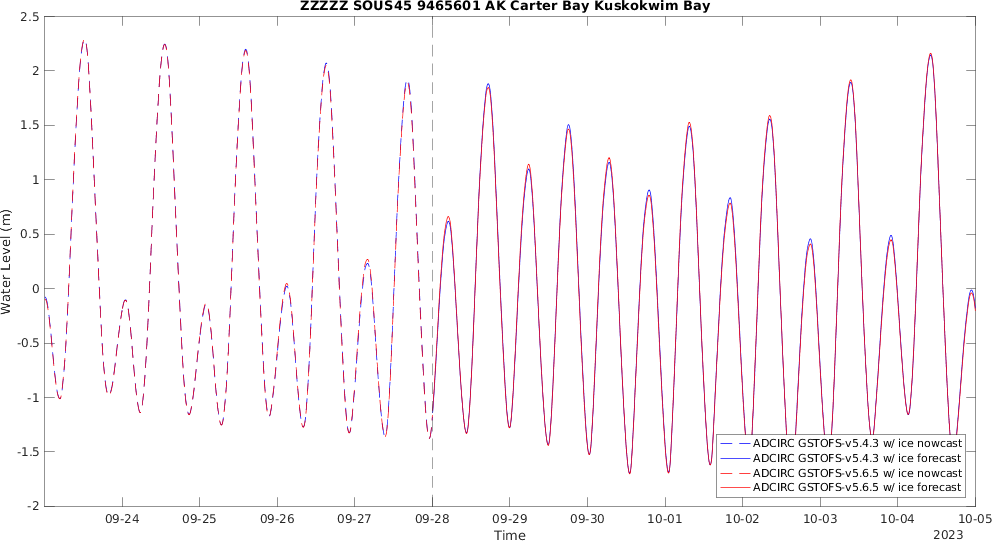 ZZZZZ SOUS45 9465601 AK Carter Bay Kuskokwim Bay
2.5
2
1.5
1
0.5
0
-0.5
-1
-1.5
-2
Water Level (m)
ADCIRC GSTOFS-v5.4.3 w/ ice nowcast
ADCIRC GSTOFS-v5.4.3 w/ ice forecast
ADCIRC GSTOFS-v5.6.5 w/ ice nowcast
ADCIRC GSTOFS-v5.6.5 w/ ice forecast
09-24 09-25 09-26 09-27 09-28 09-29 09-30 10-01 10-02 10-03 10-04 10-05
Time
2023